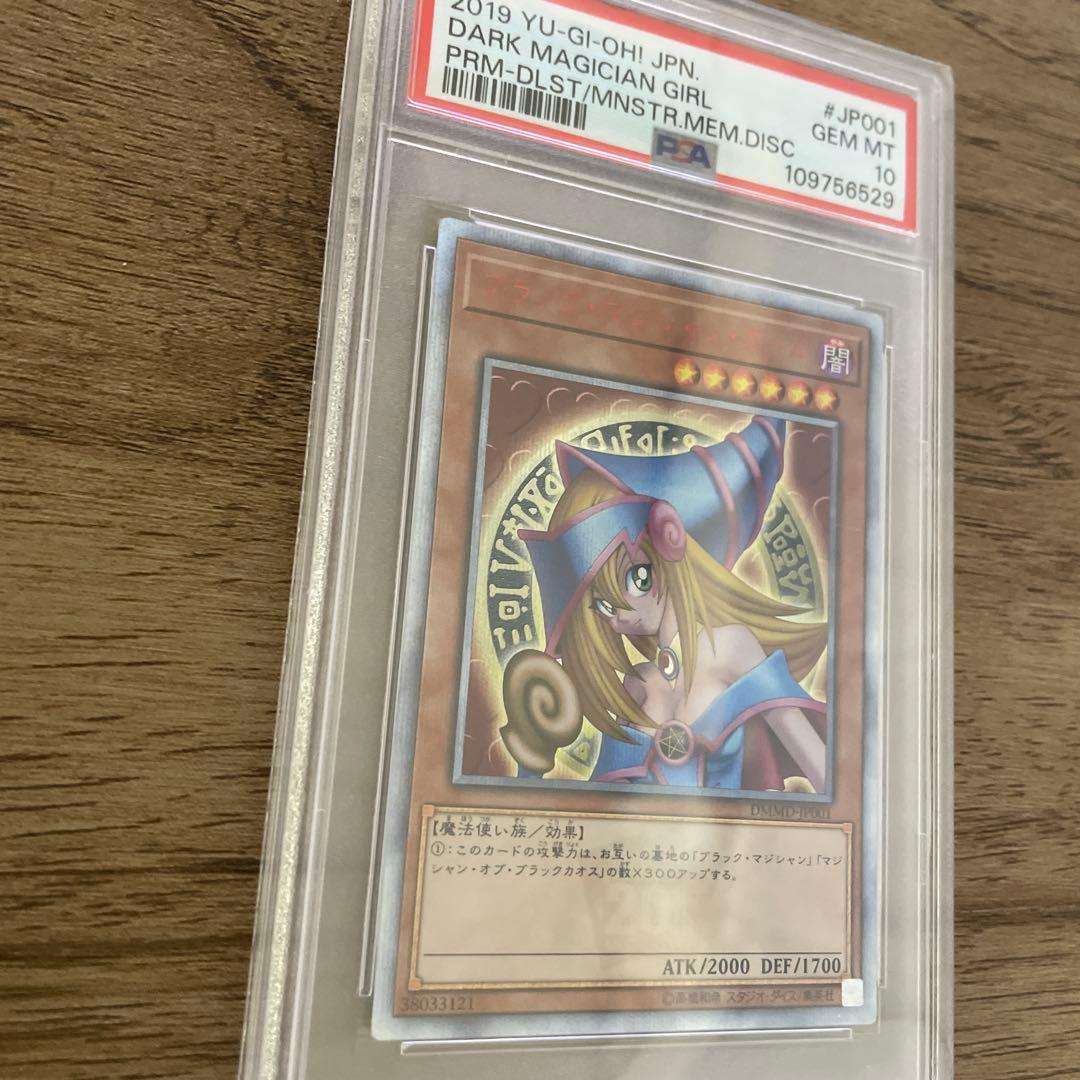 2019 YU-GI-OH! JPN.
#JP001
DARK MAGICIAN GIRL
GEM MT
PRM-DLST/MNSTR.MEM.DISC
10
PSA
109756529
闇
DMMD-JP001
【魔法使い族/効果】
①:このカードの攻撃力は、お互いの墓地の「ブラック・マジシャン」「マジ
シャン・オブ・ブラックカオス」の数×300アップする。
20th
ATK/2000 DEF/1700
38033121
©高橋和希 スタジオ・ダイス/集英社